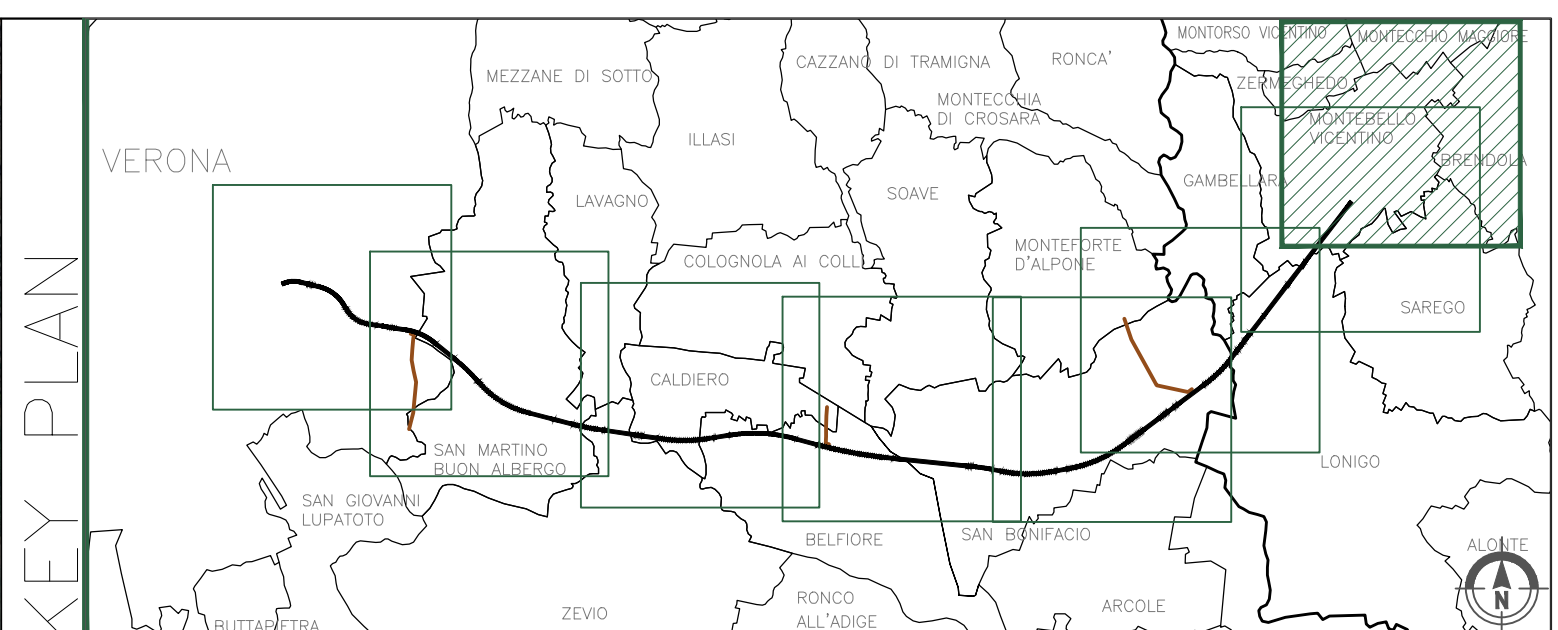 KEY PLAN
MONTORSO VICENTINO
MONTECCHIO MAGGIORE
MEZZANE DI SOTTO
CAZZANO DI TRAMIGNA
RONCA'
ZERMEGHEDO
MONTECCHIA
DI CROSARA
MONTEBELLO
VICENTINO
ILLASI
VERONA
BRENDOLA
GAMBELLARA
LAVAGNO
SOAVE
MONTEFORTE
D'ALPONE
COLOGNOLA AI COLLI
SAREGO
CALDIERO
SAN MARTINO
BUON ALBERGO
LONIGO
SAN GIOVANNI
LUPATOTO
BELFIORE
SAN BONIFACIO
ALONTE
N
RONCO
ALL'ADIGE
ARCOLE
ZEVIO
BUTTAPIETRA